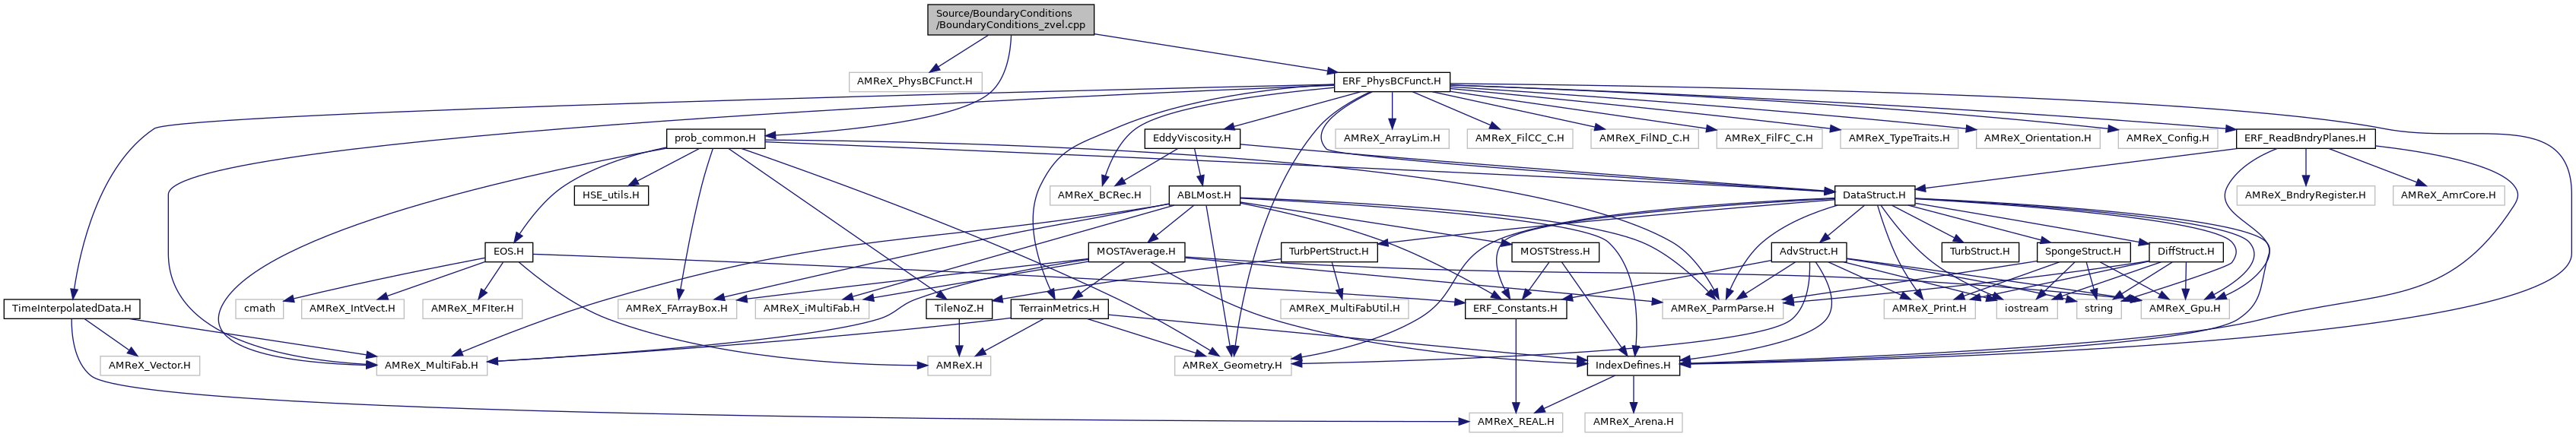 Source/BoundaryConditions
/BoundaryConditions_zvel.cpp
AMReX_PhysBCFunct.H
ERF_PhysBCFunct.H
prob_common.H
EddyViscosity.H
AMReX_ArrayLim.H
AMReX_FilCC_C.H
AMReX_FilND_C.H
AMReX_FilFC_C.H
AMReX_TypeTraits.H
AMReX_Orientation.H
AMReX_Config.H
ERF_ReadBndryPlanes.H
HSE_utils.H
AMReX_BCRec.H
ABLMost.H
DataStruct.H
AMReX_BndryRegister.H
AMReX_AmrCore.H
EOS.H
MOSTAverage.H
TurbPertStruct.H
MOSTStress.H
AdvStruct.H
TurbStruct.H
SpongeStruct.H
DiffStruct.H
TimeInterpolatedData.H
cmath
AMReX_IntVect.H
AMReX_MFIter.H
AMReX_FArrayBox.H
AMReX_iMultiFab.H
TileNoZ.H
TerrainMetrics.H
AMReX_MultiFabUtil.H
ERF_Constants.H
AMReX_ParmParse.H
AMReX_Print.H
iostream
string
AMReX_Gpu.H
AMReX_Vector.H
AMReX_MultiFab.H
AMReX.H
AMReX_Geometry.H
IndexDefines.H
AMReX_REAL.H
AMReX_Arena.H